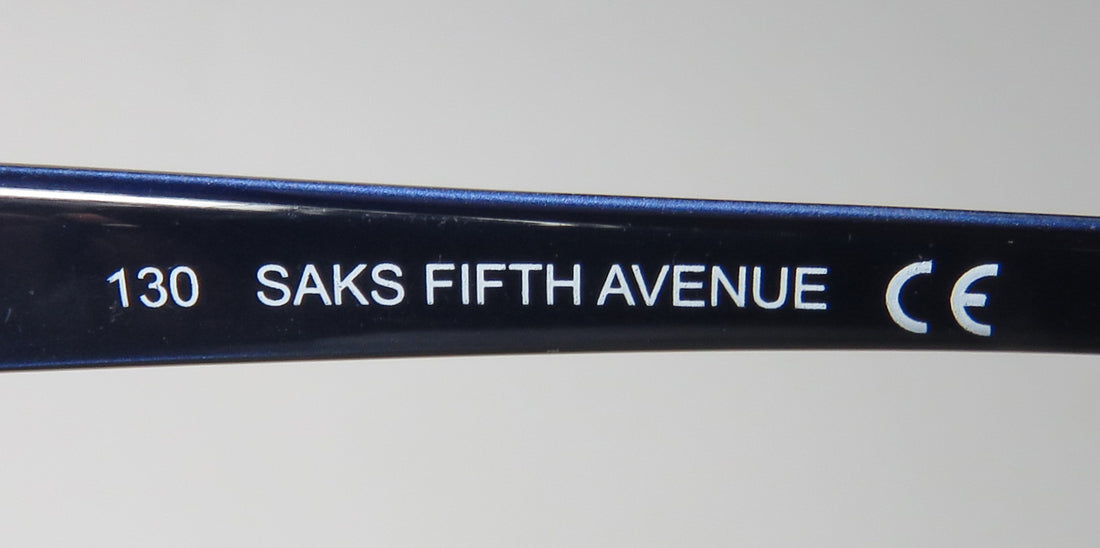 130 SAKS FIFTH AVENUE CE